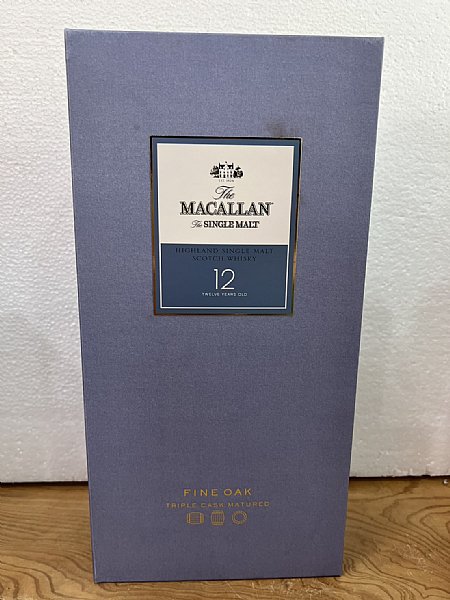 EST. 1824
The
MACALLAN
The SINGLE MALT
HIGHLAND SINGLE MALT
SCOTCH WHISKY
12
TWELVE YEARS OLD
FINE OAK
TRIPLE CASK MATURED